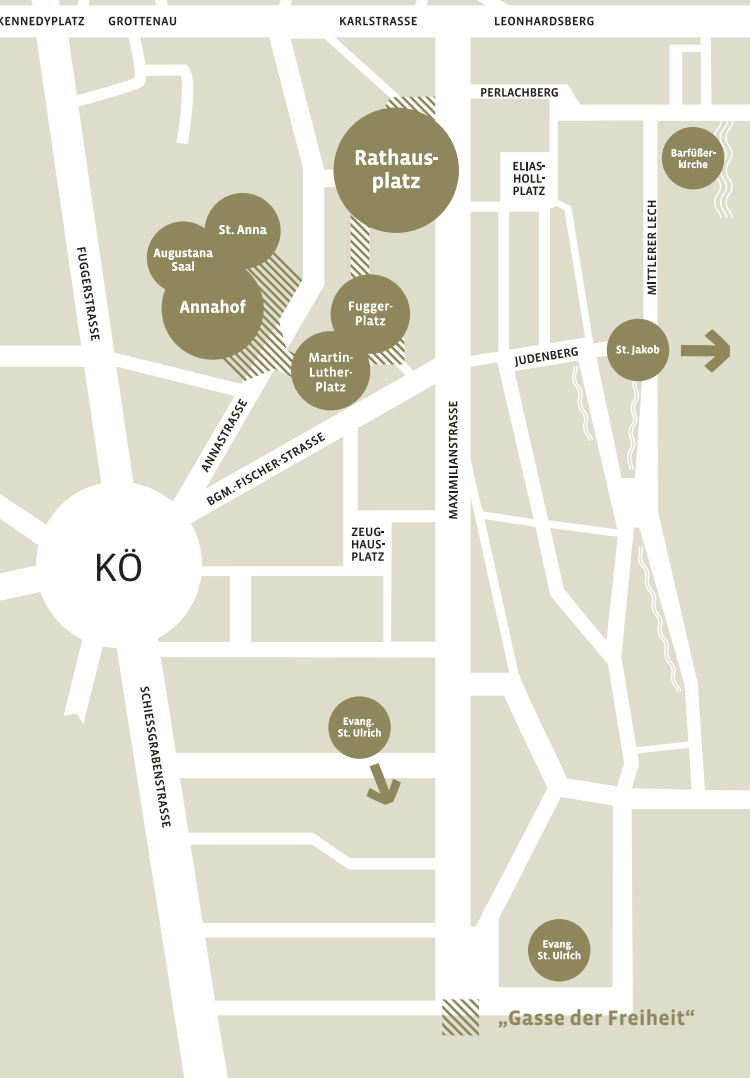 KENNEDYPLATZ
GROTTENAU
KARLSTRASSE
LEONHARDSBERG
PERLACHBERG
Rathaus-
platz
Barfüßer-
kirche
ELIAS-
HOLL-
PLATZ
MITTLERER LECH
St. Anna
Augustana
Saal
Annahof
FUGGERSTRASSE
Fugger-
Platz
Martin-
Luther-
Platz
JUDENBERG
St. Jakob
ANNASTRASSE
BGM.-FISCHER-STRASSE
MAXIMILIANSTRASSE
ZEUG-
HAUS-
PLATZ
KÖ
SCHIESSGRABENSTRASSE
Evang.
St. Ulrich
Evang.
St. Ulrich
„Gasse der Freiheit“